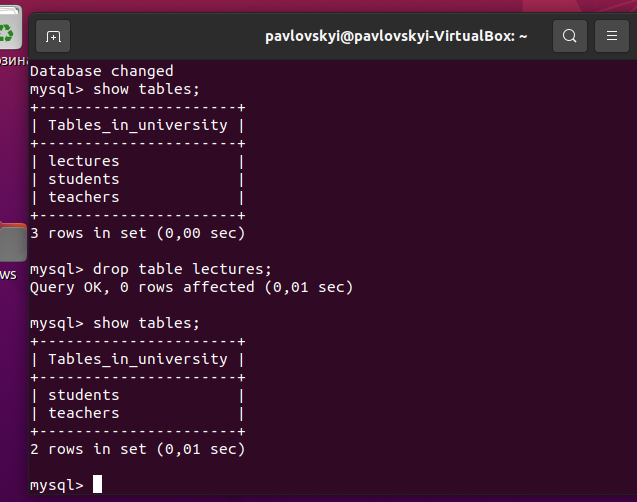 pavlovskyi@pavlovskyi-VirtualBox: ~
Database changed
mysql> show tables;
+----------------------+
| Tables_in_university |
+----------------------+
| lectures             |
| students             |
| teachers             |
+----------------------+
3 rows in set (0,00 sec)
mysql> drop table lectures;
Query OK, 0 rows affected (0,01 sec)
mysql> show tables;
+----------------------+
| Tables_in_university |
+----------------------+
| students             |
| teachers             |
+----------------------+
2 rows in set (0,01 sec)
mysql>